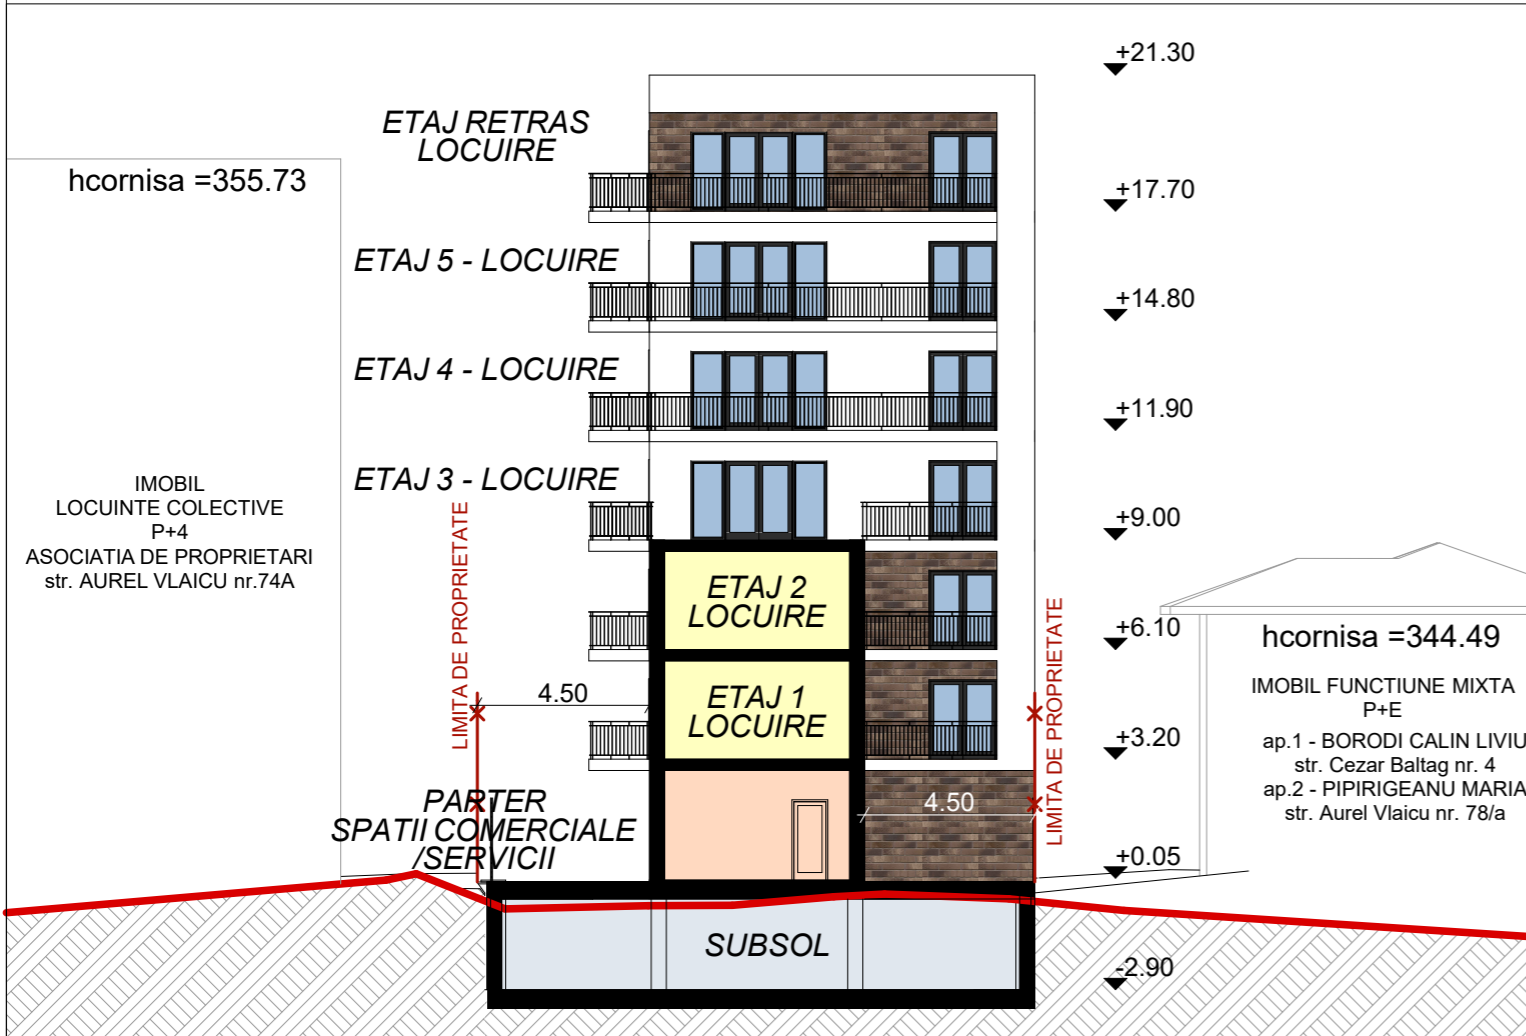 +21.30
ETAJ RETRAS
LOCUIRE
hcornisa =355.73
+17.70
ETAJ 5 - LOCUIRE
+14.80
ETAJ 4 - LOCUIRE
+11.90
ETAJ 3 - LOCUIRE
IMOBIL
LOCUINTE COLECTIVE
P+4
ASOCIATIA DE PROPRIETARI
str. AUREL VLAICU nr.74A
LIMITA DE PROPRIETATE
+9.00
ETAJ 2
LOCUIRE
+6.10
LIMITA DE PROPRIETATE
hcornisa =344.49
IMOBIL FUNCTIUNE MIXTA
P+E
ap.1 - BORODI CALIN LIVIU
str. Cezar Baltag nr. 4
ap.2 - PIPIRIGEANU MARIA
str. Aurel Vlaicu nr. 78/a
4.50
ETAJ 1
LOCUIRE
+3.20
PARTER
SPATII COMERCIALE
/SERVICII
4.50
+0.05
SUBSOL
-2.90